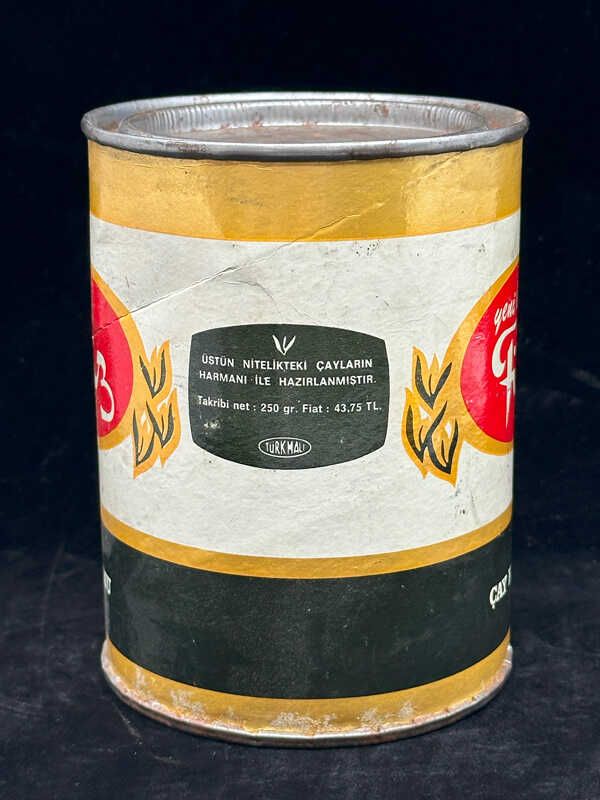 ÜSTÜN NİTELİKTEKİ ÇAYLARIN
HARMANI İLE HAZIRLANMIŞTIR.
Takribi net : 250 gr. Fiat : 43,75 TL.
TÜRKMALI
yeni
ÇAY